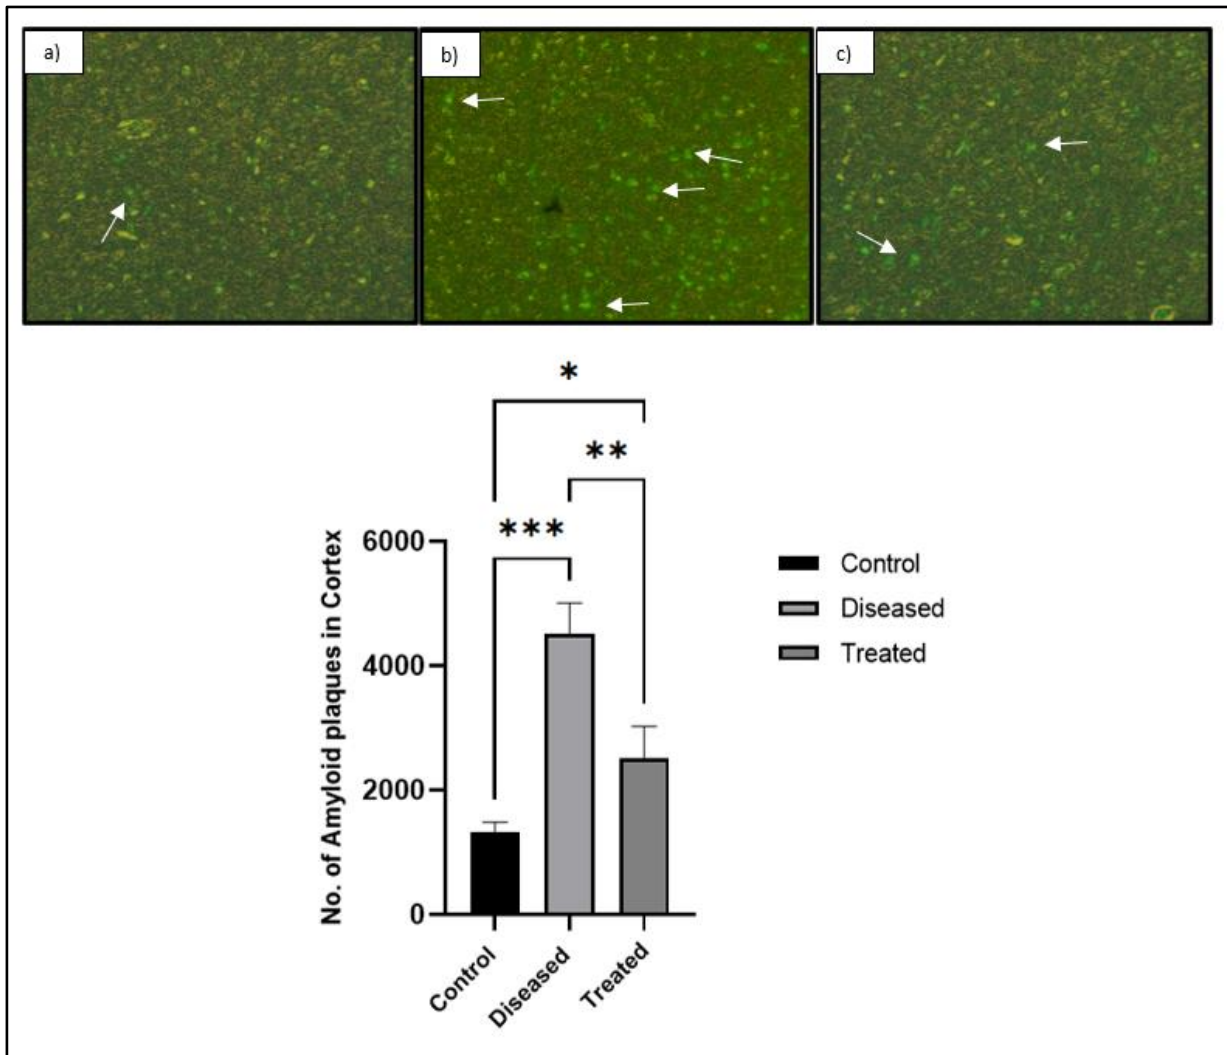 a)
b)
c)
*
**
***
No. of Amyloid plaques in Cortex
6000
4000
2000
0
Control
Diseased
Treated
Control
Diseased
Treated